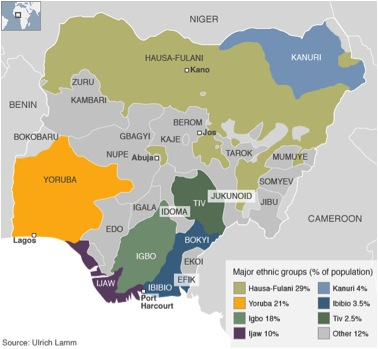 NIGER
HAUSA-FULANI
Kano
KANURI
ZURU
KAMBARI
BENIN
BOKOBARU
GBAGYI
BEROM
Jos
KAJE
NUPE
Abuja
TAROK
MUMUYE
YORUBA
SOMYEV
JUKUNOID
JIBU
TIV
IGALA
IDOMA
CAMEROON
Lagos
EDO
BOKYI
IGBO
EKOI
IJAW
EFIK
IBIBIO
Port
Harcourt
Major ethnic groups (% of population)
Hausa-Fulani 29%
Kanuri 4%
Yoruba 21%
Ibibio 3.5%
Igbo 18%
Tiv 2.5%
Ijaw 10%
Other 12%
Source: Ulrich Lamm